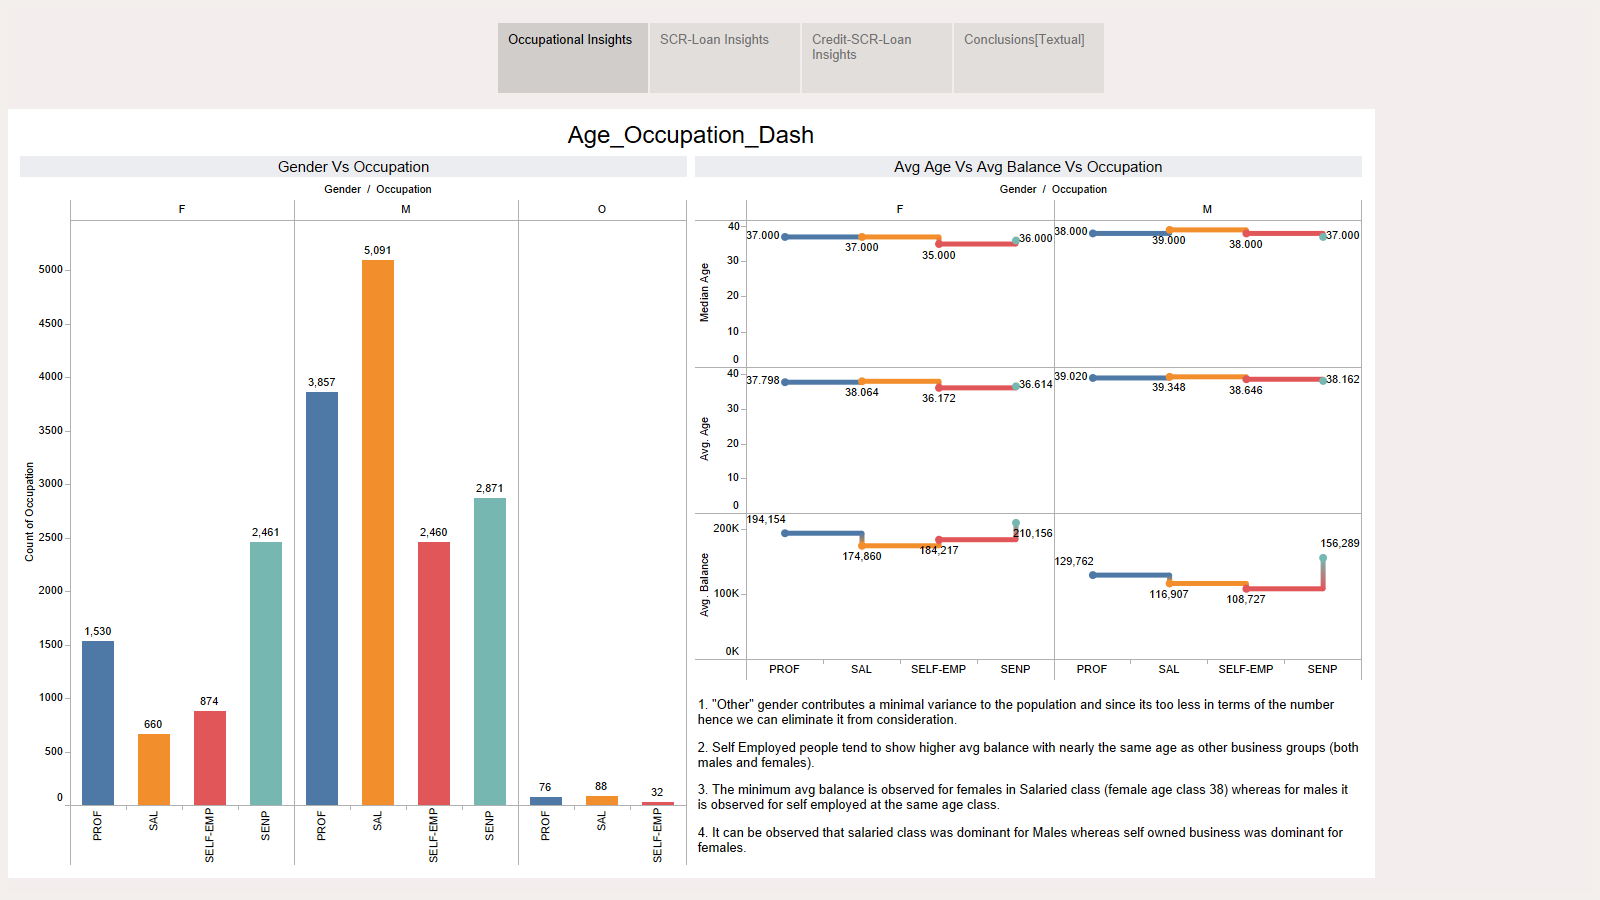 Occupational Insights
SCR-Loan Insights
Credit-SCR-Loan
Insights
Conclusions[Textual]
Age_Occupation_Dash
Gender Vs Occupation
Gender / Occupation
F
M
O
Count of Occupation
5000
4500
4000
3500
3000
2500
2000
1500
1000
500
0
1,530
660
874
2,461
3,857
5,091
2,460
2,871
76
88
32
PROF
SAL
SELF-EMP
SENP
PROF
SAL
SELF-EMP
SENP
PROF
SAL
SELF-EMP
Avg Age Vs Avg Balance Vs Occupation
Gender / Occupation
F
M
Median Age
40
30
20
10
0
37.000
37.000
35.000
36.000
38.000
39.000
38.000
37.000
Avg. Age
40
30
20
10
0
37.798
38.064
36.172
36.614
39.020
39.348
38.646
38.162
Avg. Balance
200K
100K
0K
194,154
174,860
184,217
210,156
129,762
116,907
108,727
156,289
PROF
SAL
SELF-EMP
SENP
PROF
SAL
SELF-EMP
SENP
1. "Other" gender contributes a minimal variance to the population and since its too less in terms of the number
hence we can eliminate it from consideration.
2. Self Employed people tend to show higher avg balance with nearly the same age as other business groups (both
males and females).
3. The minimum avg balance is observed for females in Salaried class (female age class 38) whereas for males it
is observed for self employed at the same age class.
4. It can be observed that salaried class was dominant for Males whereas self owned business was dominant for
females.